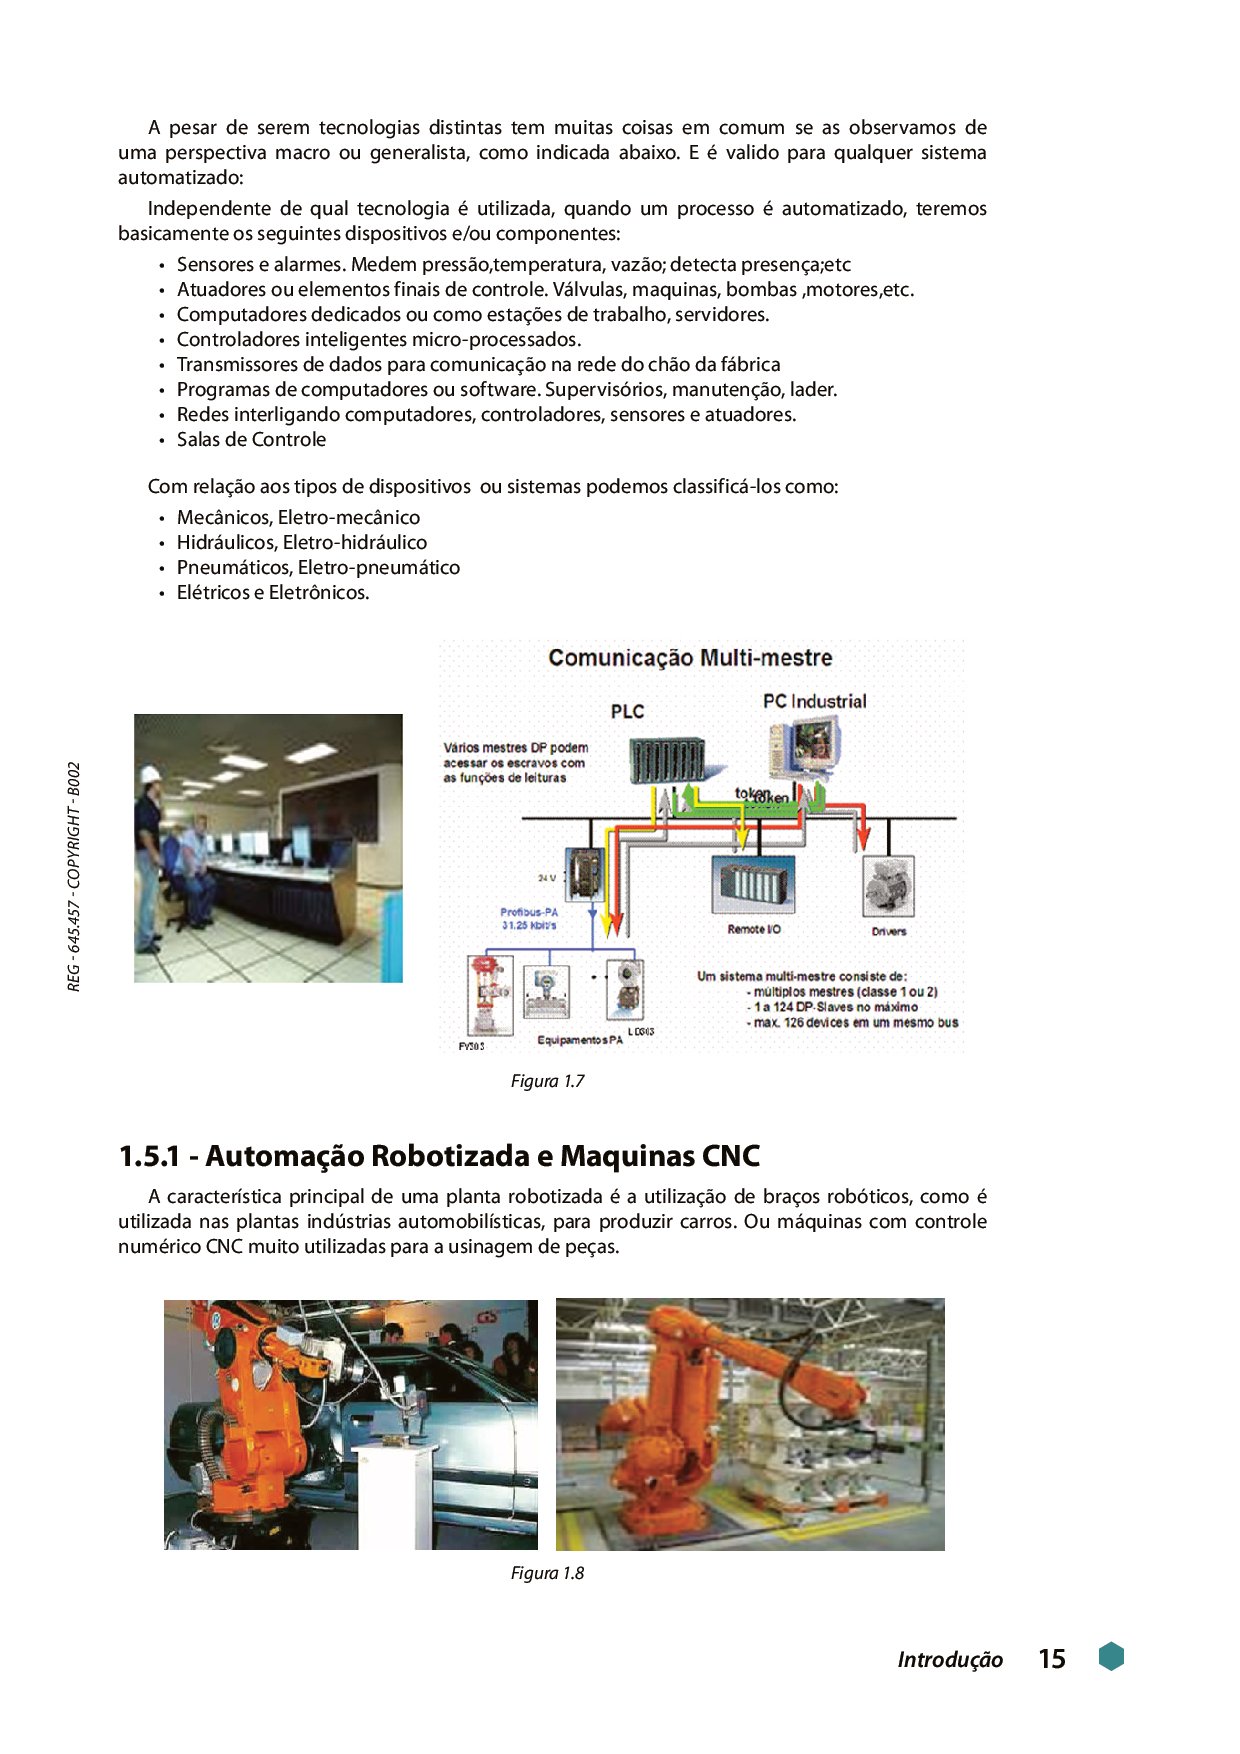 A pesar de serem tecnologias distintas tem muitas coisas em comum se as observamos de
uma perspectiva macro ou generalista, como indicada abaixo. E é valido para qualquer sistema
automatizado:
Independente de qual tecnologia é utilizada, quando um processo é automatizado, teremos
basicamente os seguintes dispositivos e/ou componentes:
• Sensores e alarmes. Medem pressão,temperatura, vazão; detecta presença;etc
• Atuadores ou elementos finais de controle. Válvulas, maquinas, bombas ,motores,etc.
• Computadores dedicados ou como estações de trabalho, servidores.
• Controladores inteligentes micro-processados.
• Transmissores de dados para comunicação na rede do chão da fábrica
• Programas de computadores ou software. Supervisórios, manutenção, lader.
• Redes interligando computadores, controladores, sensores e atuadores.
• Salas de Controle
Com relação aos tipos de dispositivos ou sistemas podemos classificá-los como:
• Mecânicos, Eletro-mecânico
• Hidráulicos, Eletro-hidráulico
• Pneumáticos, Eletro-pneumático
• Elétricos e Eletrônicos.
Comunicação Multi-mestre
PLC
PC Industrial
Vários mestres DP podem
acessar os escravos com
as funções de leituras
token
token
24 V
Profibus-PA
31.25 kbit/s
Remote I/O
Drivers
Um sistema multi-mestre consiste de:
- múltiplos mestres (classe 1 ou 2)
- 1 a 124 DP-Slaves no máximo
- max. 126 devices em um mesmo bus
FY303
Equipamentos PA
LD303
Figura 1.7
REG - 645.457 - COPYRIGHT - B002
1.5.1 - Automação Robotizada e Maquinas CNC
A característica principal de uma planta robotizada é a utilização de braços robóticos, como é
utilizada nas plantas indústrias automobilísticas, para produzir carros. Ou máquinas com controle
numérico CNC muito utilizadas para a usinagem de peças.
Figura 1.8
Introdução 15